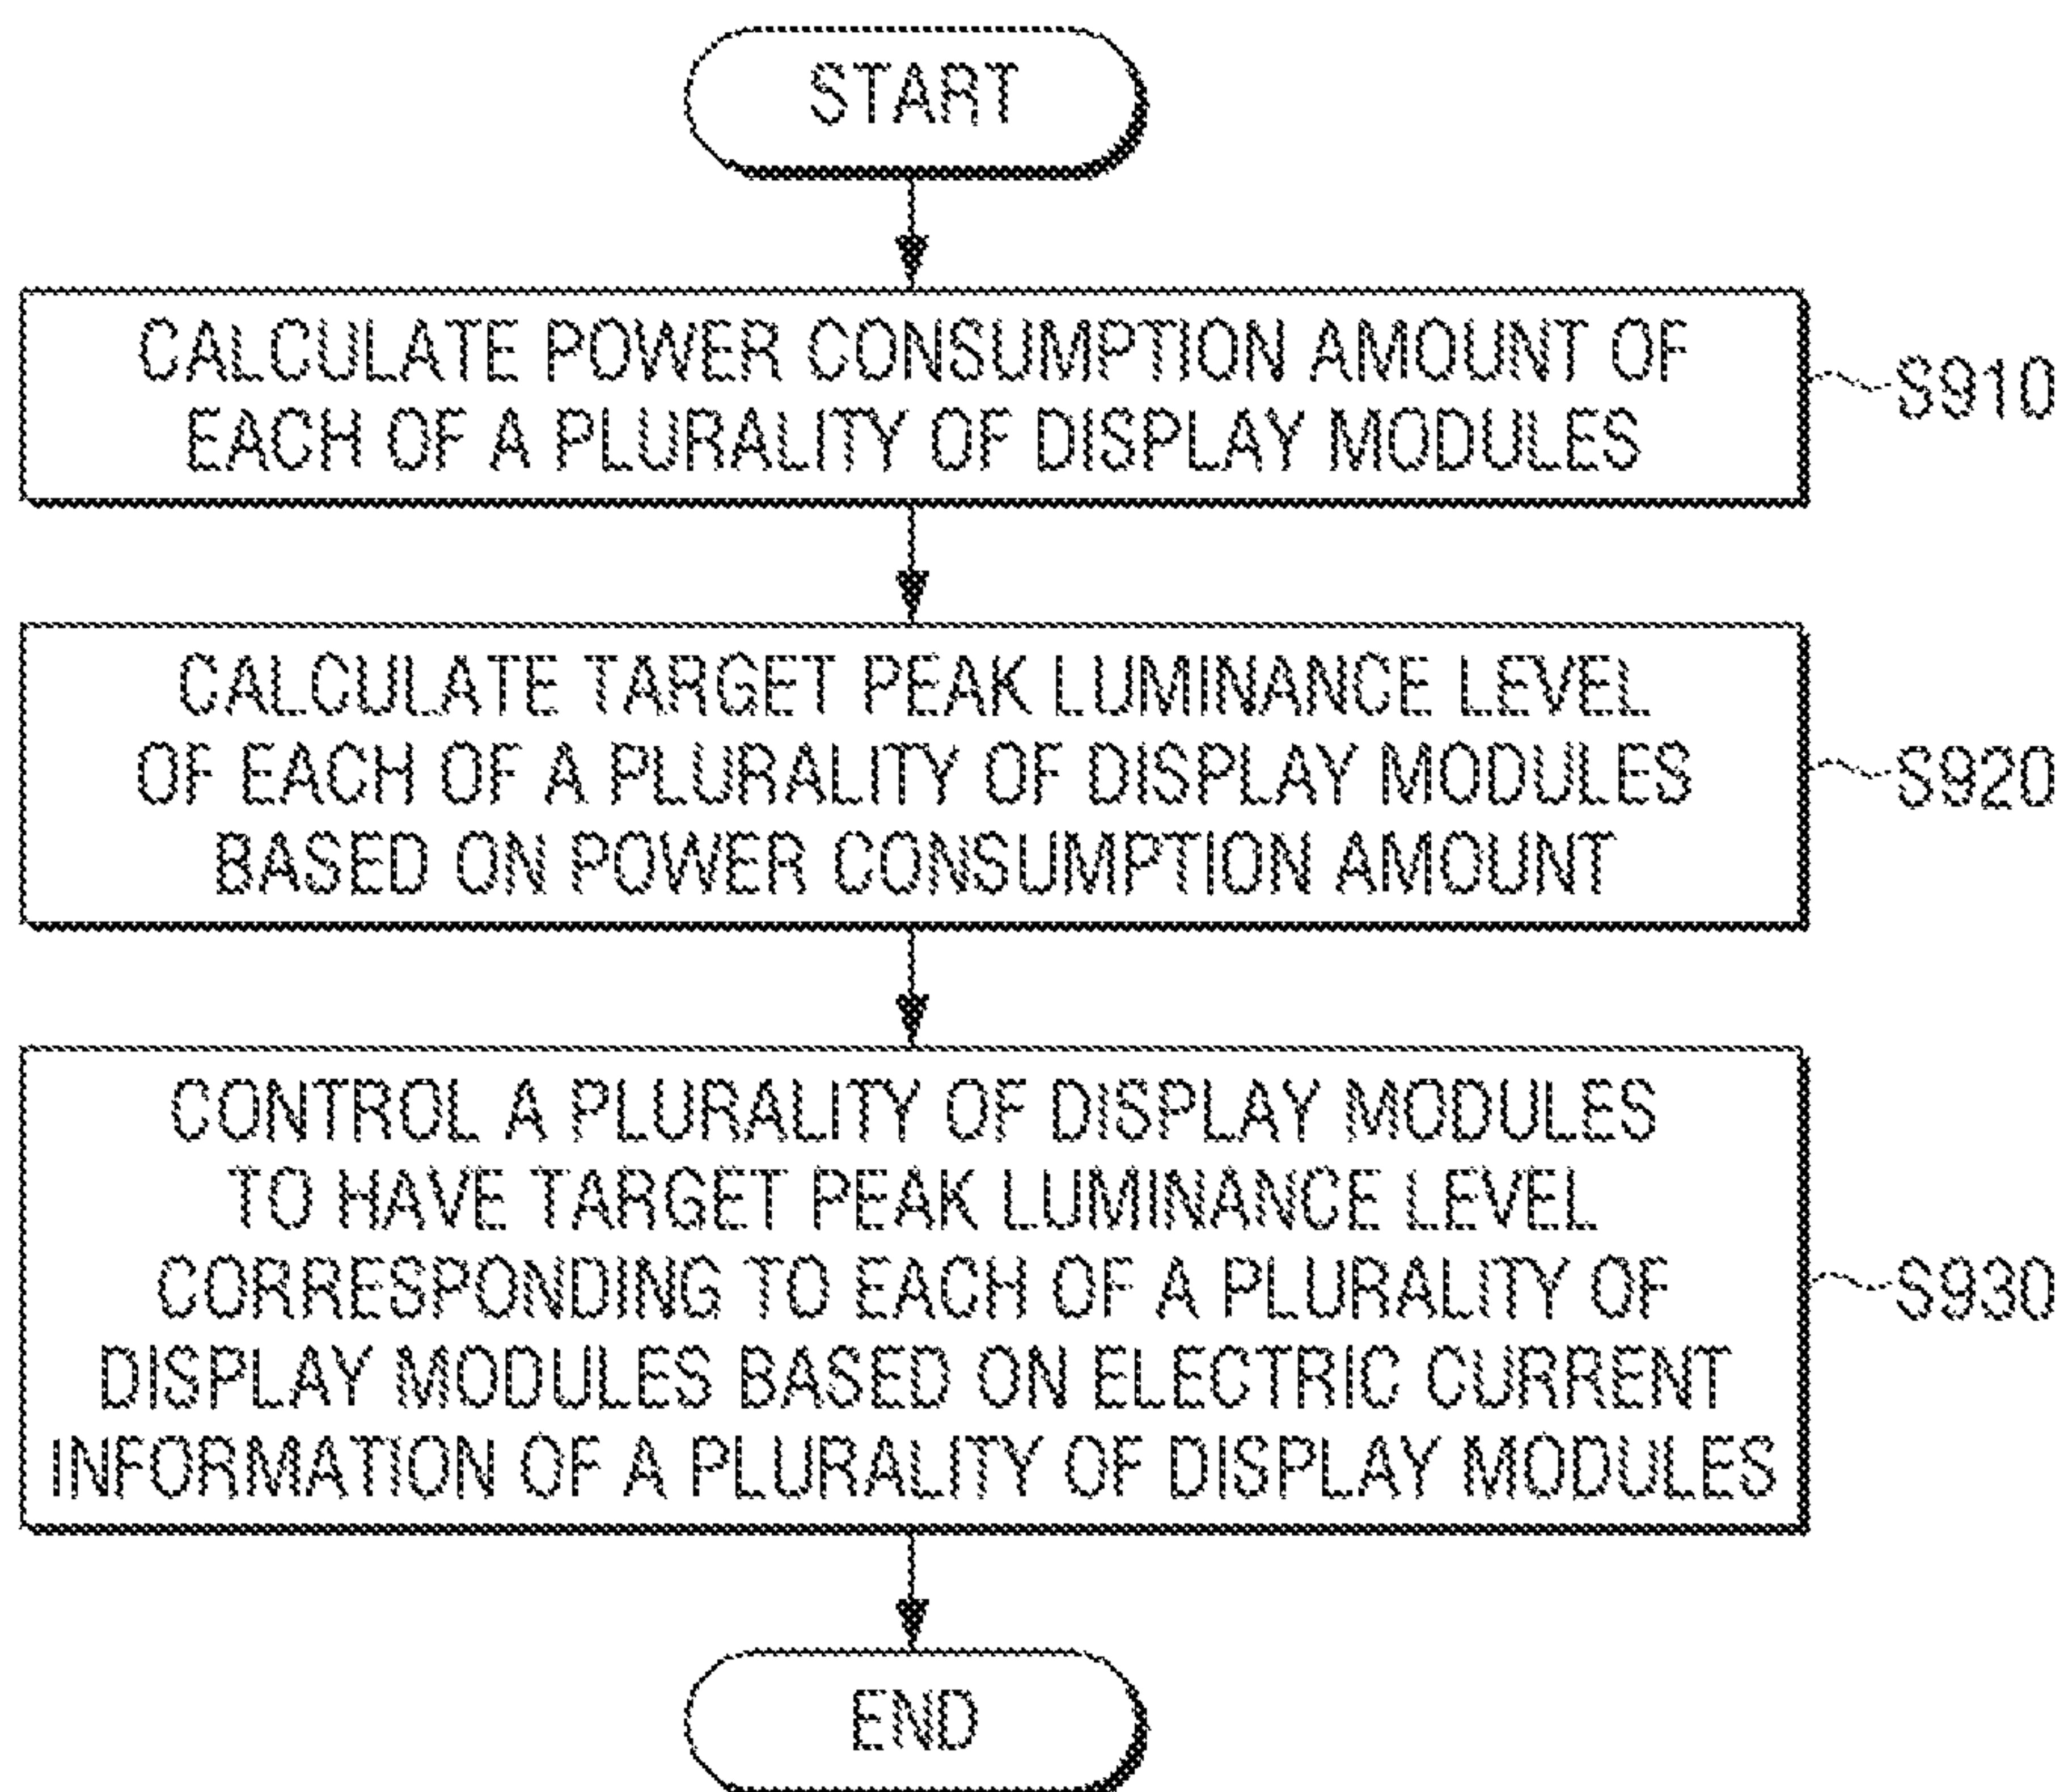 START
CALCULATE POWER CONSUMPTION AMOUNT OF
EACH OF A PLURALITY OF DISPLAY MODULES
S910
CALCULATE TARGET PEAK LUMINANCE LEVEL
OF EACH OF A PLURALITY OF DISPLAY MODULES
BASED ON POWER CONSUMPTION AMOUNT
S920
CONTROL A PLURALITY OF DISPLAY MODULES
TO HAVE TARGET PEAK LUMINANCE LEVEL
CORRESPONDING TO EACH OF A PLURALITY OF
DISPLAY MODULES BASED ON ELECTRIC CURRENT
INFORMATION OF A PLURALITY OF DISPLAY MODULES
S930
END